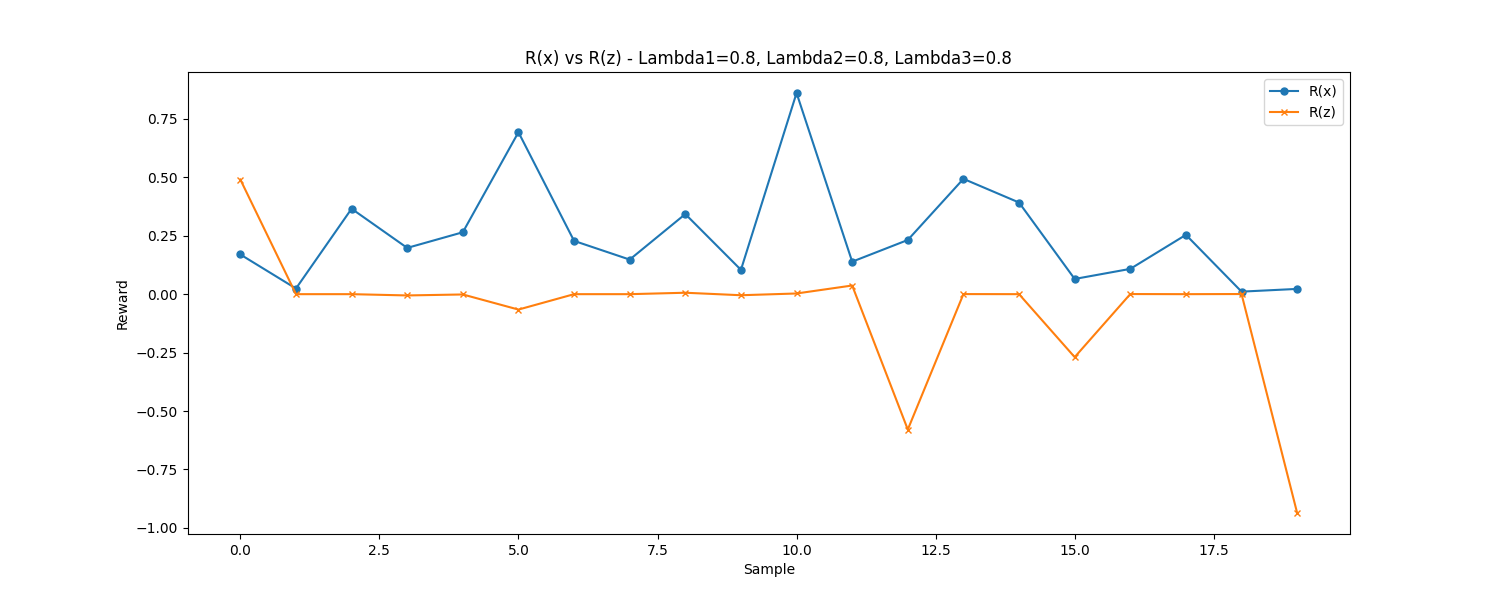 R(x) vs R(z) - Lambda1=0.8, Lambda2=0.8, Lambda3=0.8
R(x)
R(z)
0.75
0.50
0.25
0.00
−0.25
−0.50
−0.75
−1.00
Reward
0.0 2.5 5.0 7.5 10.0 12.5 15.0 17.5
Sample